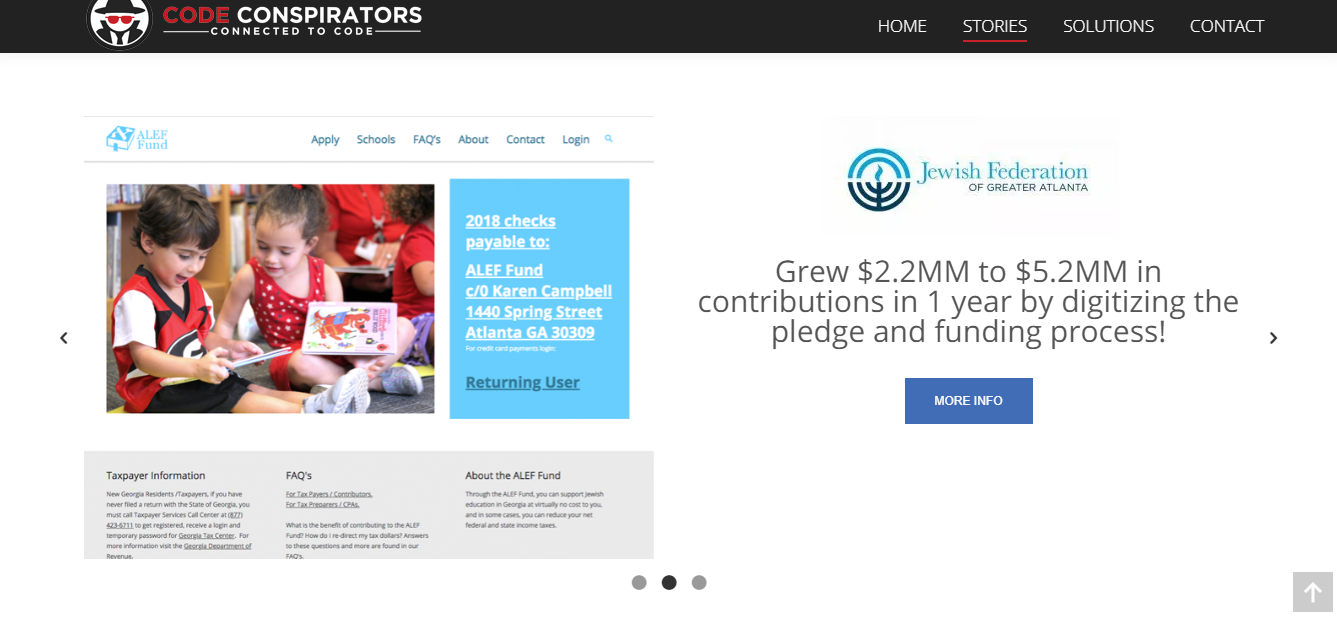 CODE CONSPIRATORS
CONNECTED TO CODE
HOME STORIES SOLUTIONS CONTACT
ALEF
Fund
Apply Schools FAQ's About Contact Login
2018 checks
payable to:
ALEF Fund
c/0 Karen Campbell
1440 Spring Street
Atlanta GA 30309
For credit card payments login:
Returning User
Taxpayer Information
New Georgia Residents /Taxpayers, if you have
never filed a return with the State of Georgia, you
must call Taxpayer Services Call Center at (877)
423-6711 to get registered, receive a login and
temporary password for Georgia Tax Center. For
more information visit the Georgia Department of
Revenue.
FAQ's
For Tax Payers / Contributors.
For Tax Preparers / CPAs.
What is the benefit of contributing to the ALEF
Fund? How do I re-direct my tax dollars? Answers
to these questions and more are found in our
FAQ's.
About the ALEF Fund
Through the ALEF Fund, you can support Jewish
education in Georgia at virtually no cost to you,
and in some cases, you can reduce your net
federal and state income taxes.
Jewish Federation
OF GREATER ATLANTA
Grew $2.2MM to $5.2MM in
contributions in 1 year by digitizing the
pledge and funding process!
MORE INFO